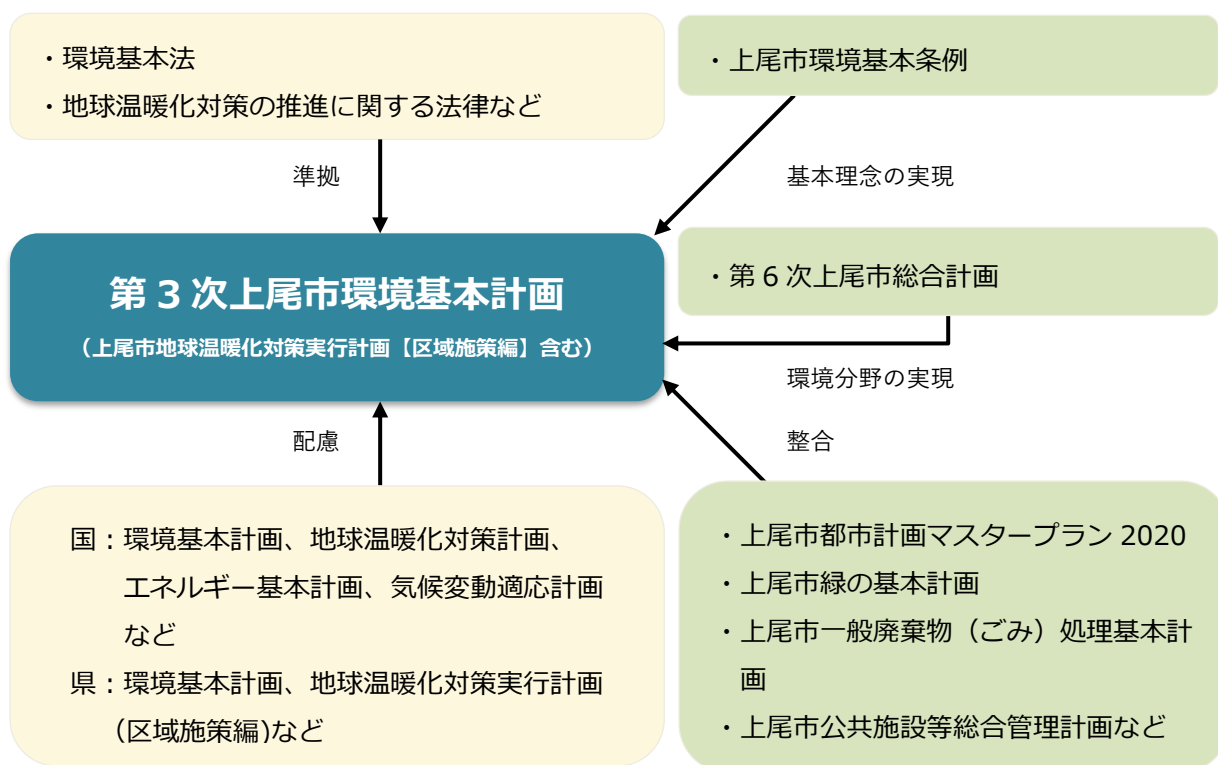 ・環境基本法
・地球温暖化対策の推進に関する法律など
・上尾市環境基本条例
準拠
基本理念の実現
第3次上尾市環境基本計画
（上尾市地球温暖化対策実行計画【区域施策編】含む）
・第6次上尾市総合計画
環境分野の実現
配慮
整合
国：環境基本計画、地球温暖化対策計画、
エネルギー基本計画、気候変動適応計画
など
県：環境基本計画、地球温暖化対策実行計画
（区域施策編)など
・上尾市都市計画マスタープラン 2020
・上尾市緑の基本計画
・上尾市一般廃棄物（ごみ）処理基本計
画
・上尾市公共施設等総合管理計画など